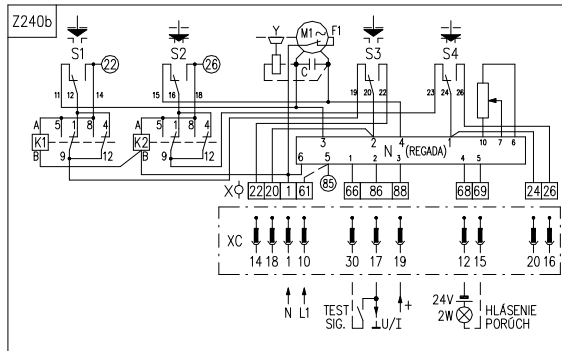 Z240b
S1 S2 Y M1 F1 S3 S4
22 26 C
11 12 14 15 16 18 19 20 22 23 24 26
A 5 1 8 4 A 5 1 8 4
K1 K2
B 9 12 B 9 12
10 7 6
3 2 4 1
N (REGADA)
6 5 1 2 3 4 5
85
X 22 20 1 61 66 86 88 68 69 24 26
XC
14 18 1 10 30 17 19 12 15 20 16
N L1 TEST SIG. U/I + 24V 2W HLÁSENIE PORÚCH